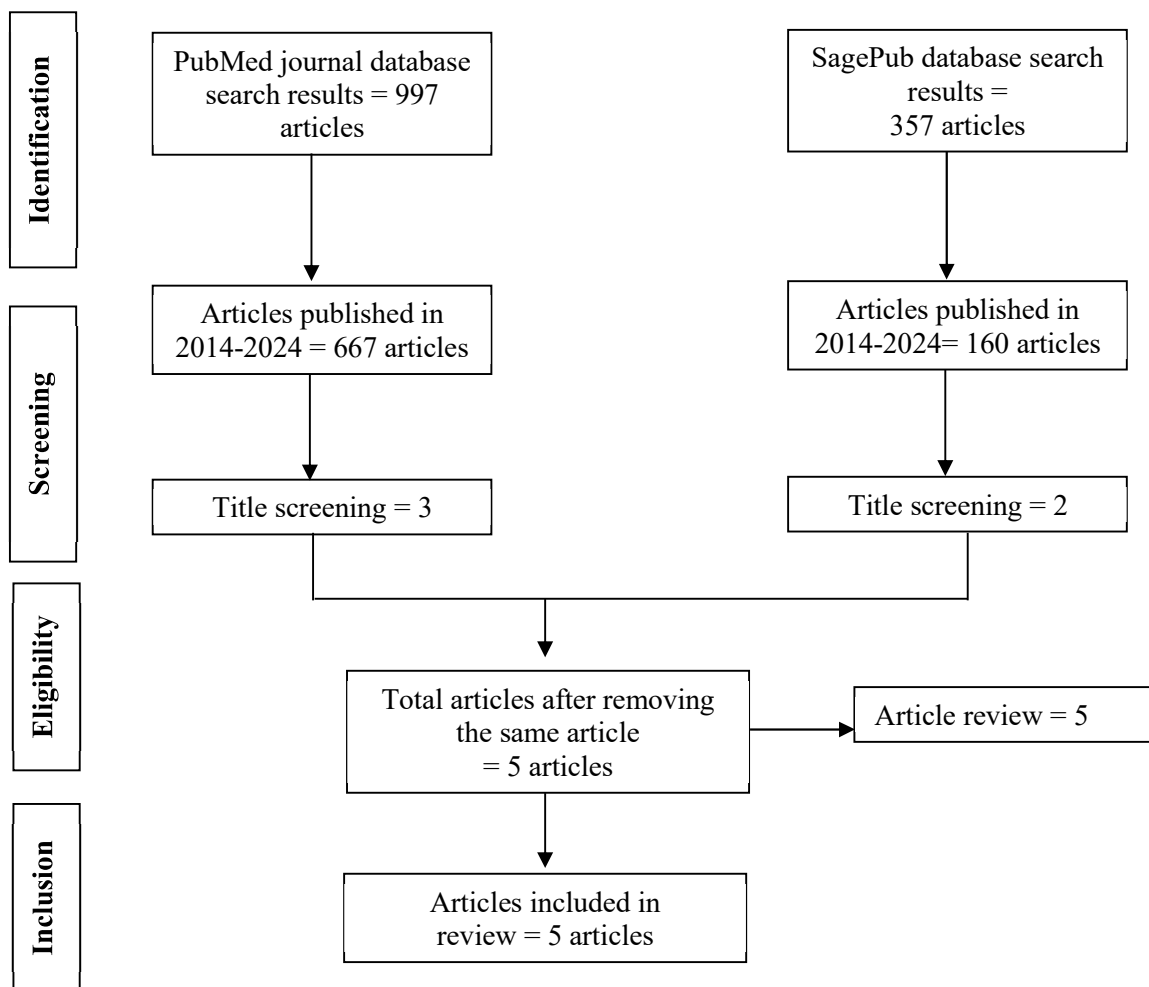 Identification
PubMed journal database
search results = 997
articles
SagePub database search
results =
357 articles
Screening
Articles published in
2014-2024 = 667 articles
Articles published in
2014-2024= 160 articles
Title screening = 3
Title screening = 2
Eligibility
Total articles after removing
the same article
= 5 articles
Article review = 5
Inclusion
Articles included in
review = 5 articles